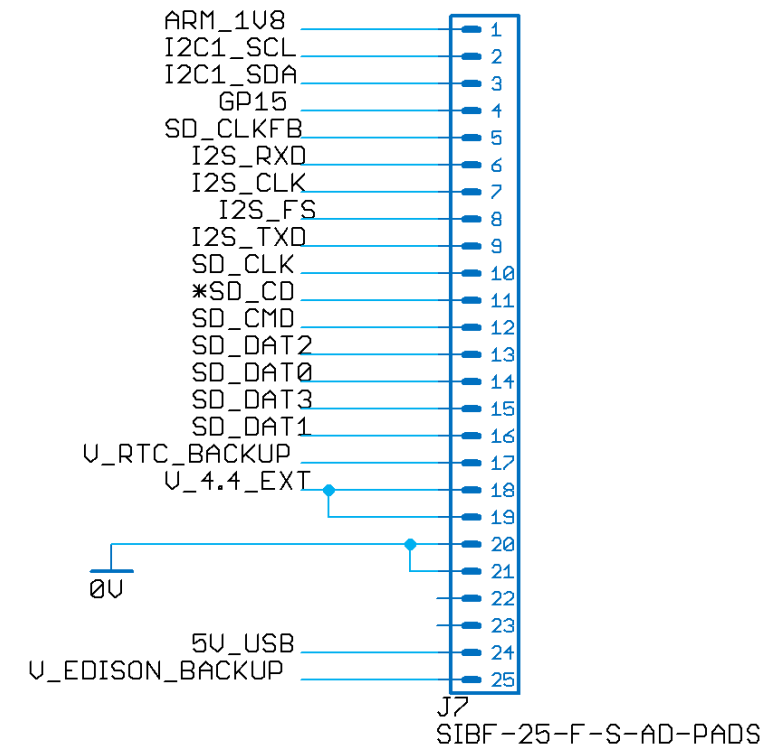 ARM_1V8 1
I2C1_SCL 2
I2C1_SDA 3
GP15 4
SD_CLKFB 5
I2S_RXD 6
I2S_CLK 7
I2S_FS 8
I2S_TXD 9
SD_CLK 10
*SD_CD 11
SD_CMD 12
SD_DAT2 13
SD_DAT0 14
SD_DAT3 15
SD_DAT1 16
V_RTC_BACKUP 17
V_4.4_EXT 18
19
20
21
0V
22
23
5V_USB 24
V_EDISON_BACKUP 25
J7
SIBF-25-F-S-AD-PADS